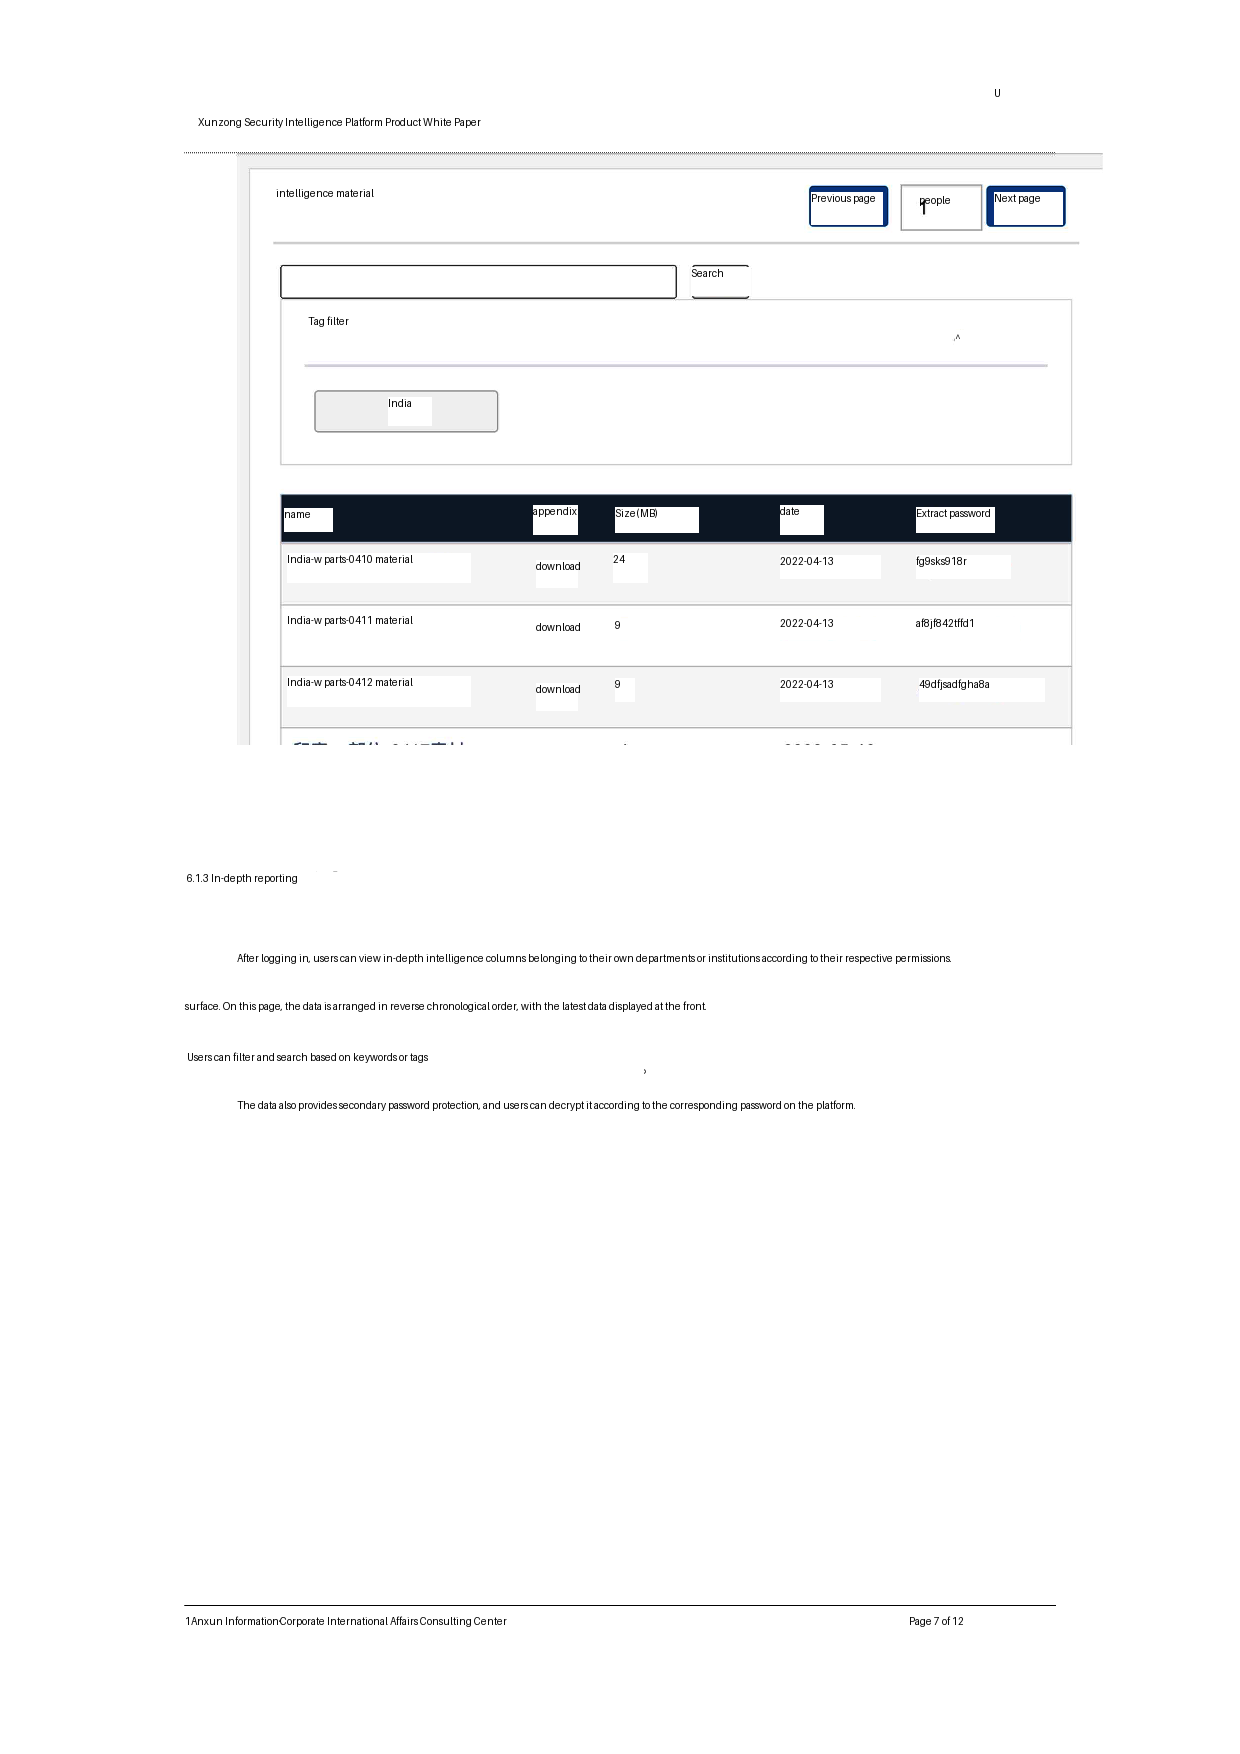 U
Xunzong Security Intelligence Platform Product White Paper
intelligence material
Previous page
people
1
Next page
Search
Tag filter
India
name appendix Size(MB) date Extract password
India-w parts-0410 material download 24 2022-04-13 fg9sks918r
India-w parts-0411 material download 9 2022-04-13 af8jf842tffd1
India-w parts-0412 material download 9 2022-04-13 49dfjsadfgha8a
6.1.3 In-depth reporting
After logging in, users can view in-depth intelligence columns belonging to their own departments or institutions according to their respective permissions.
surface. On this page, the data is arranged in reverse chronological order, with the latest data displayed at the front.
Users can filter and search based on keywords or tags
The data also provides secondary password protection, and users can decrypt it according to the corresponding password on the platform.
1Anxun Information·Corporate International Affairs Consulting Center Page 7 of 12